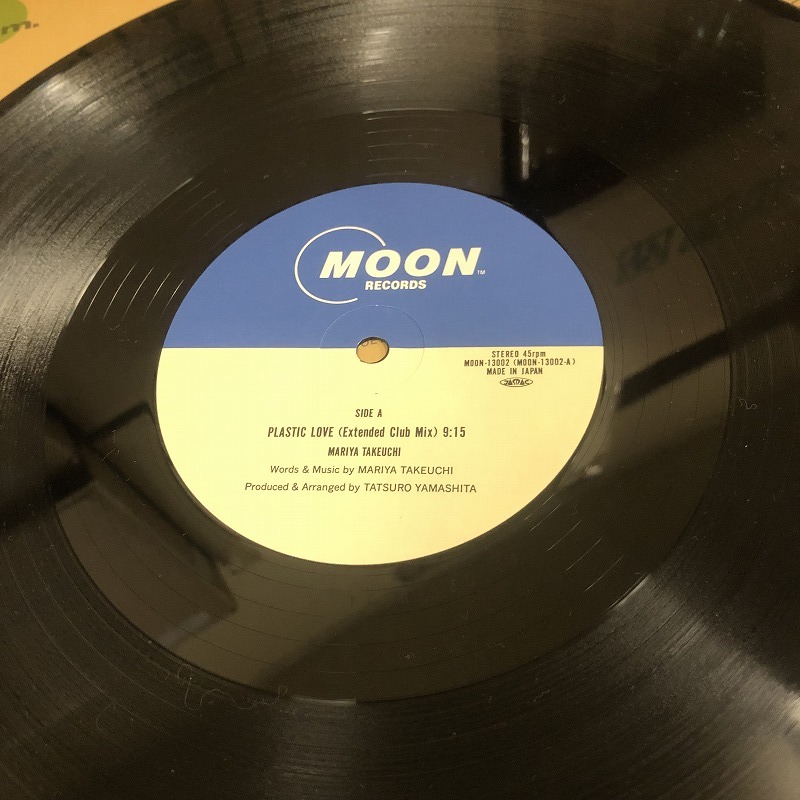 m.
MOON TM
RECORDS
STEREO 45rpm
MOON-13002 (MOON-13002-A)
MADE IN JAPAN
SIDE A
PLASTIC LOVE (Extended Club Mix) 9:15
MARIYA TAKEUCHI
Words & Music by MARIYA TAKEUCHI
Produced & Arranged by TATSURO YAMASHITA